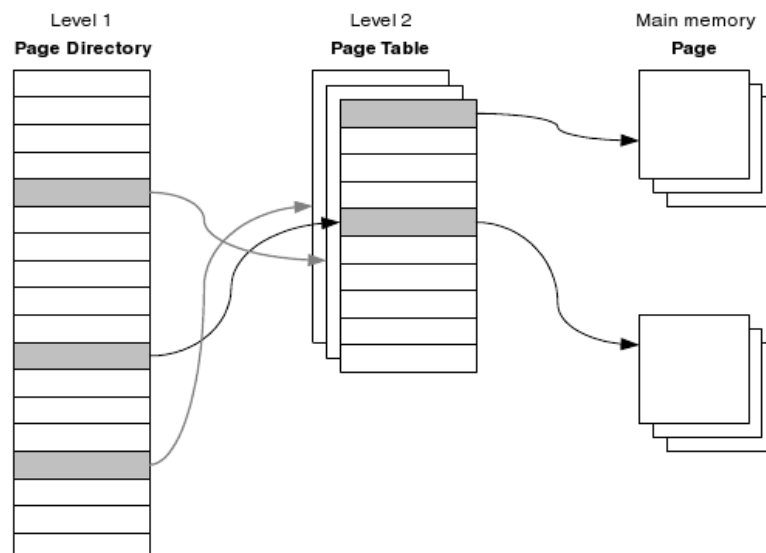 Level 1
Page Directory
Level 2
Page Table
Main memory
Page